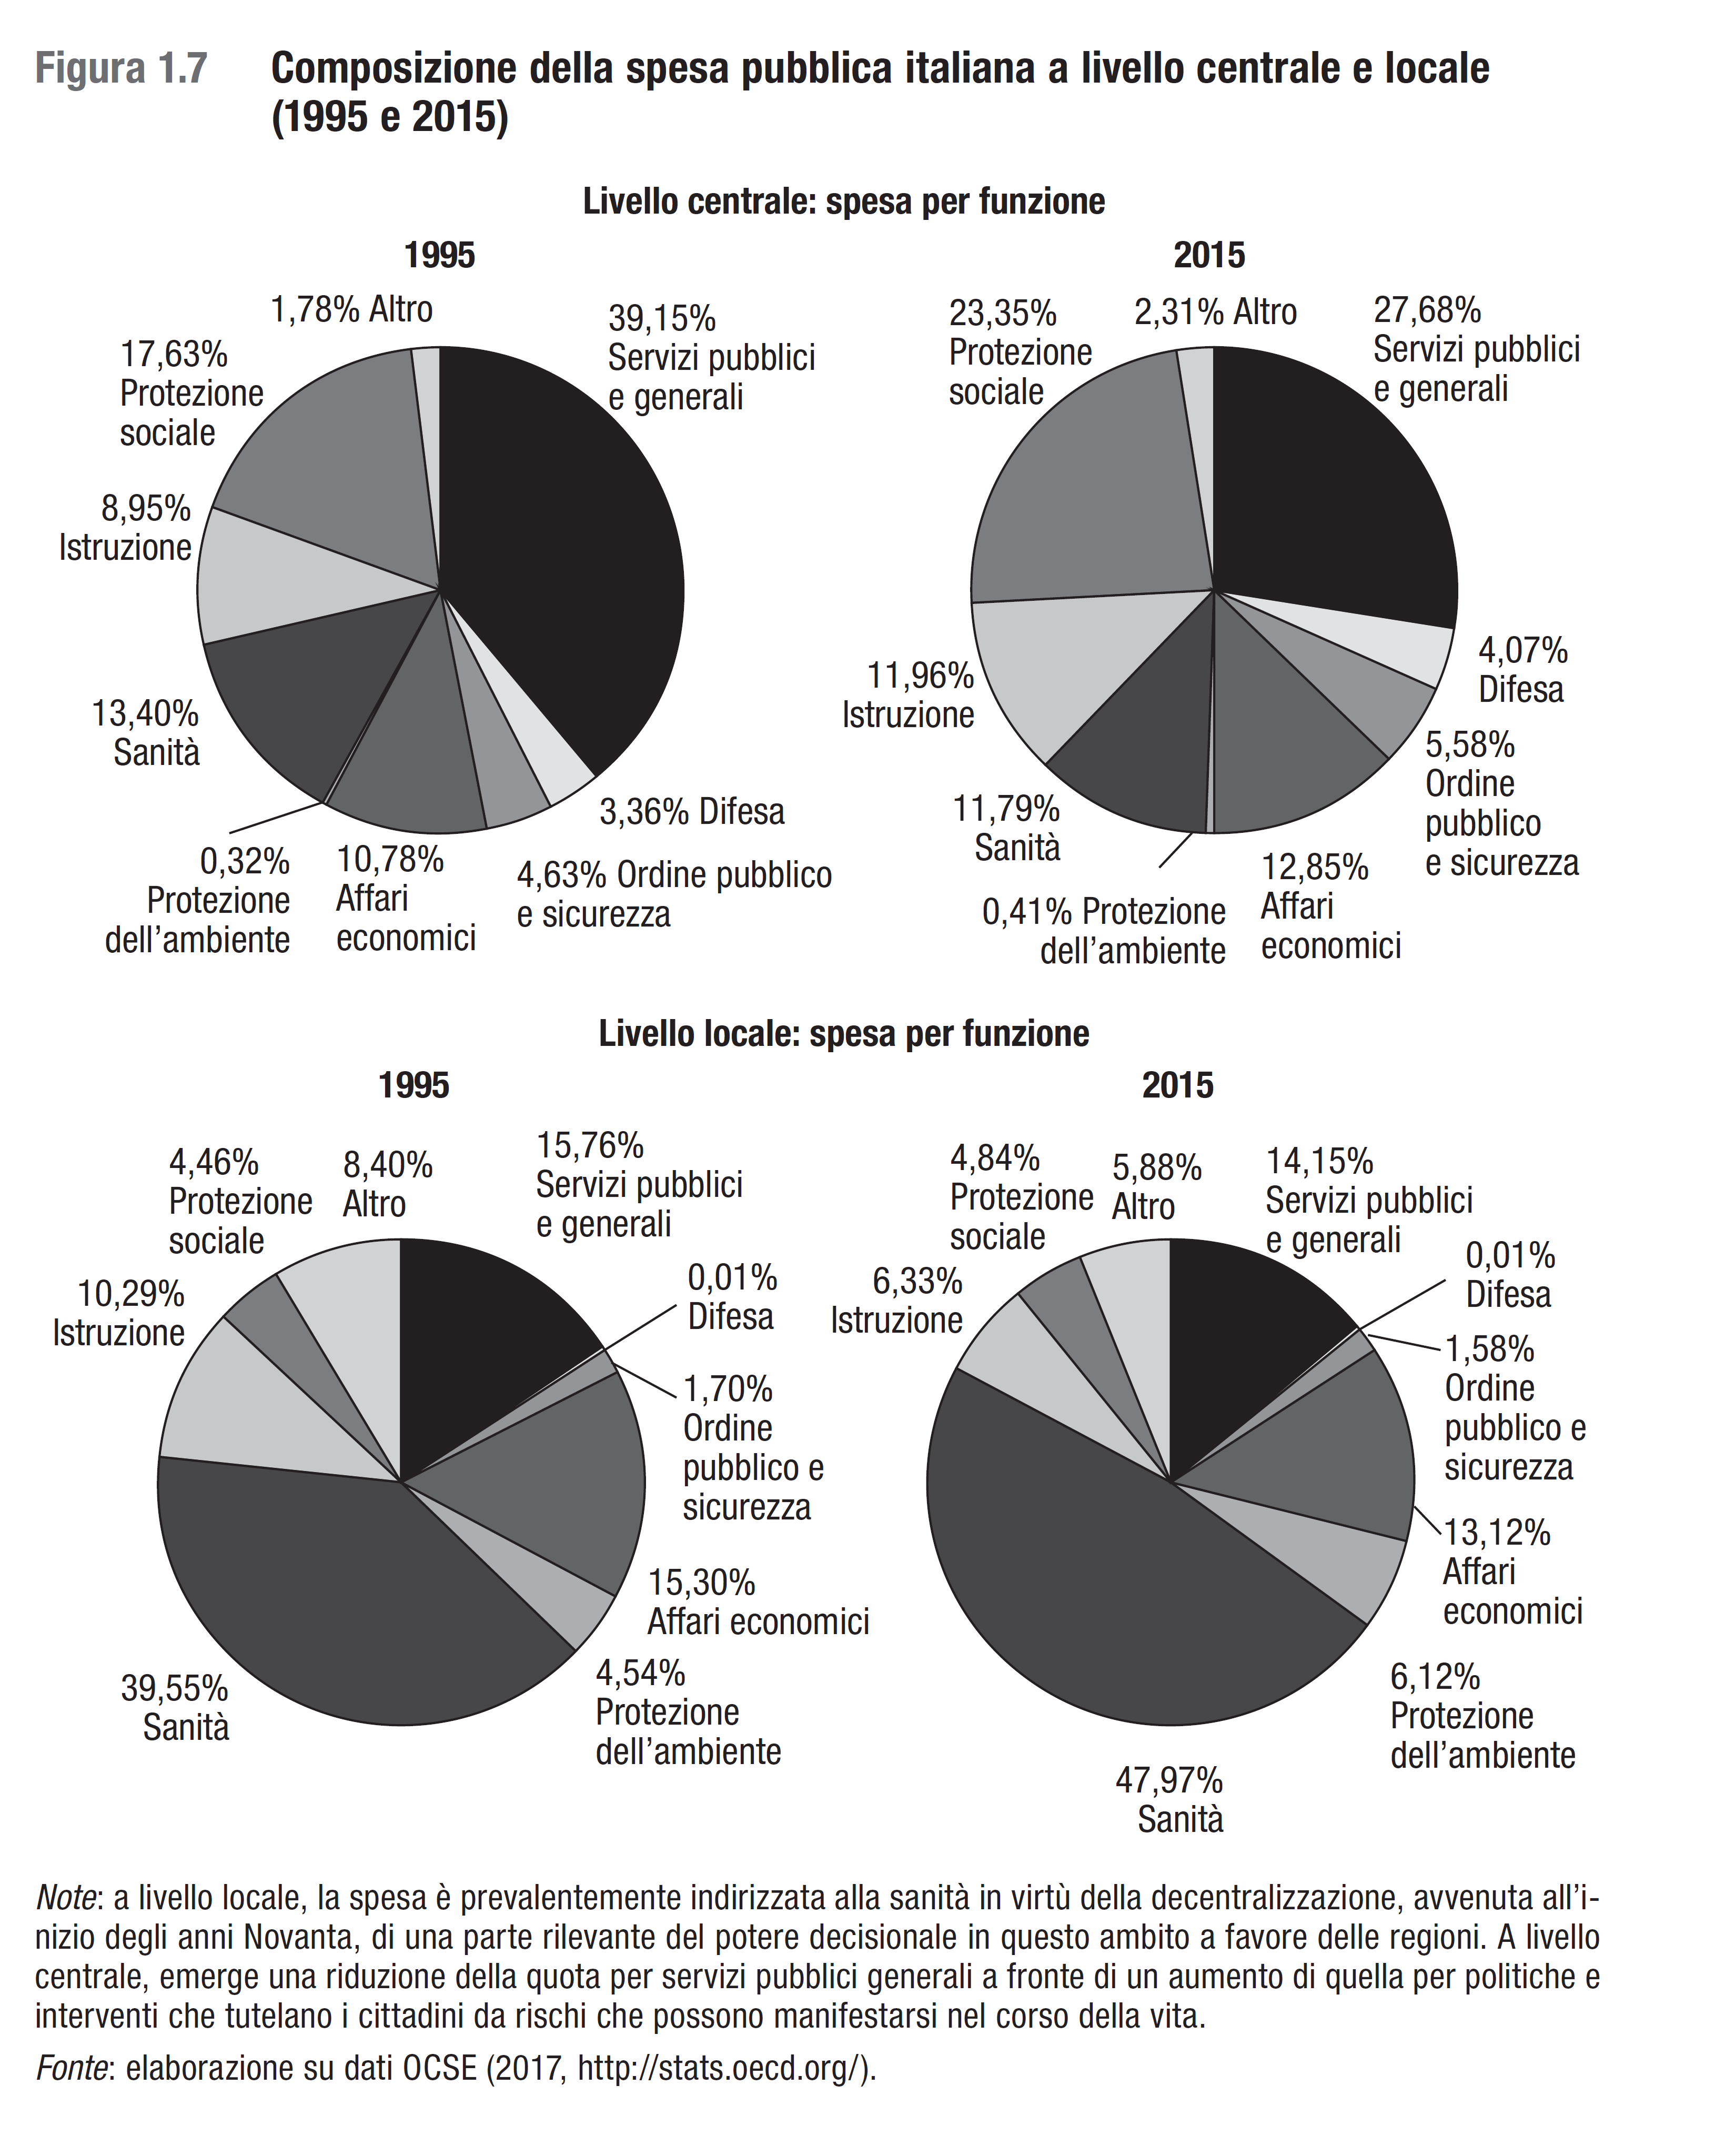 Figura 1.7 Composizione della spesa pubblica italiana a livello centrale e locale
(1995 e 2015)
Livello centrale: spesa per funzione
1995
1,78% Altro
39,15%
Servizi pubblici
e generali
17,63%
Protezione
sociale
8,95%
Istruzione
13,40%
Sanità
0,32%
Protezione
dell’ambiente
10,78%
Affari
economici
4,63% Ordine pubblico
e sicurezza
3,36% Difesa
2015
23,35%
Protezione
sociale
2,31% Altro
27,68%
Servizi pubblici
e generali
4,07%
Difesa
5,58%
Ordine
pubblico
e sicurezza
12,85%
Affari
economici
0,41% Protezione
dell’ambiente
11,79%
Sanità
11,96%
Istruzione
Livello locale: spesa per funzione
1995
4,46%
Protezione
sociale
8,40%
Altro
15,76%
Servizi pubblici
e generali
0,01%
Difesa
1,70%
Ordine
pubblico e
sicurezza
15,30%
Affari economici
4,54%
Protezione
dell’ambiente
39,55%
Sanità
10,29%
Istruzione
2015
4,84%
Protezione
sociale
5,88%
Altro
14,15%
Servizi pubblici
e generali
0,01%
Difesa
1,58%
Ordine
pubblico e
sicurezza
13,12%
Affari
economici
6,12%
Protezione
dell’ambiente
47,97%
Sanità
6,33%
Istruzione
Note: a livello locale, la spesa è prevalentemente indirizzata alla sanità in virtù della decentralizzazione, avvenuta all’i-
nizio degli anni Novanta, di una parte rilevante del potere decisionale in questo ambito a favore delle regioni. A livello
centrale, emerge una riduzione della quota per servizi pubblici generali a fronte di un aumento di quella per politiche e
interventi che tutelano i cittadini da rischi che possono manifestarsi nel corso della vita.
Fonte: elaborazione su dati OCSE (2017, http://stats.oecd.org/).